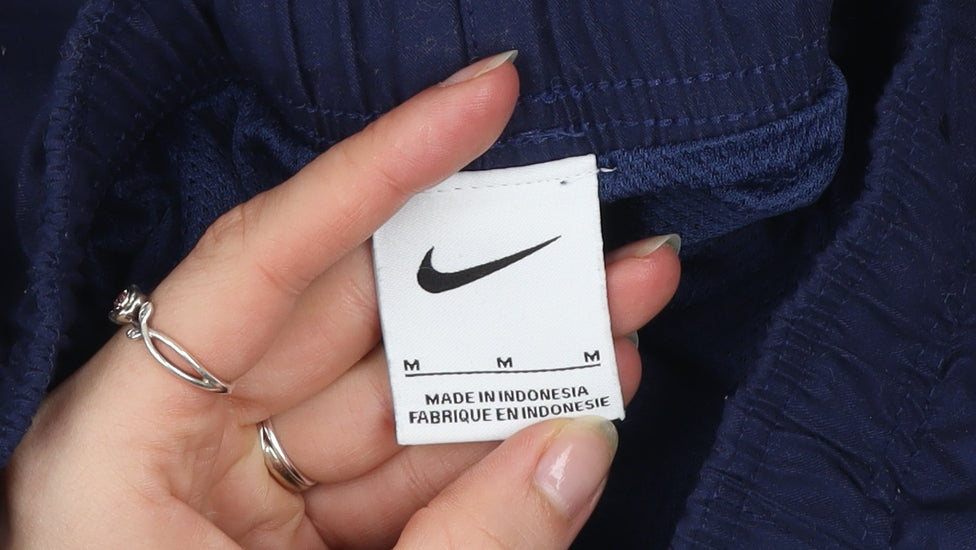 M M M
MADE IN INDONESIA
FABRIQUE EN INDONESIE